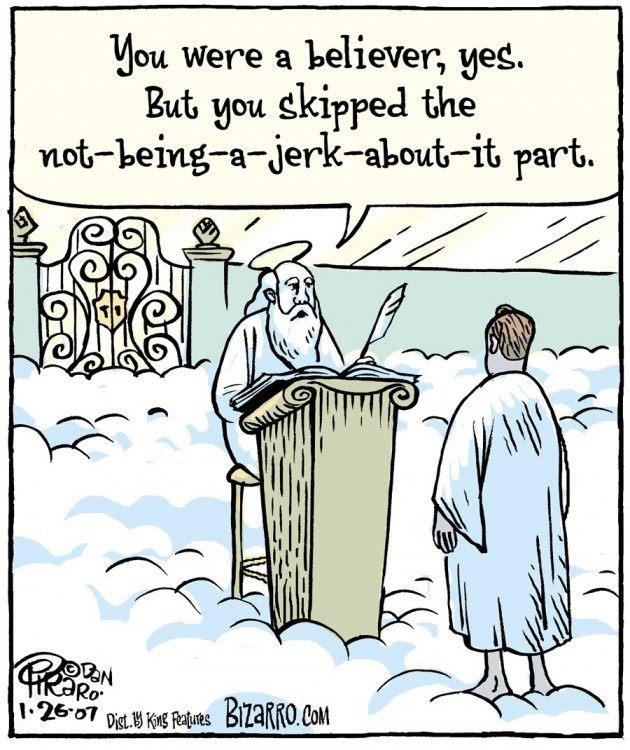 You were a believer, yes.
But you skipped the
not-being-a-jerk-about-it part.
©DAN
PIRARO.
1·26·07 Dist. by King Features BIZARRO.COM